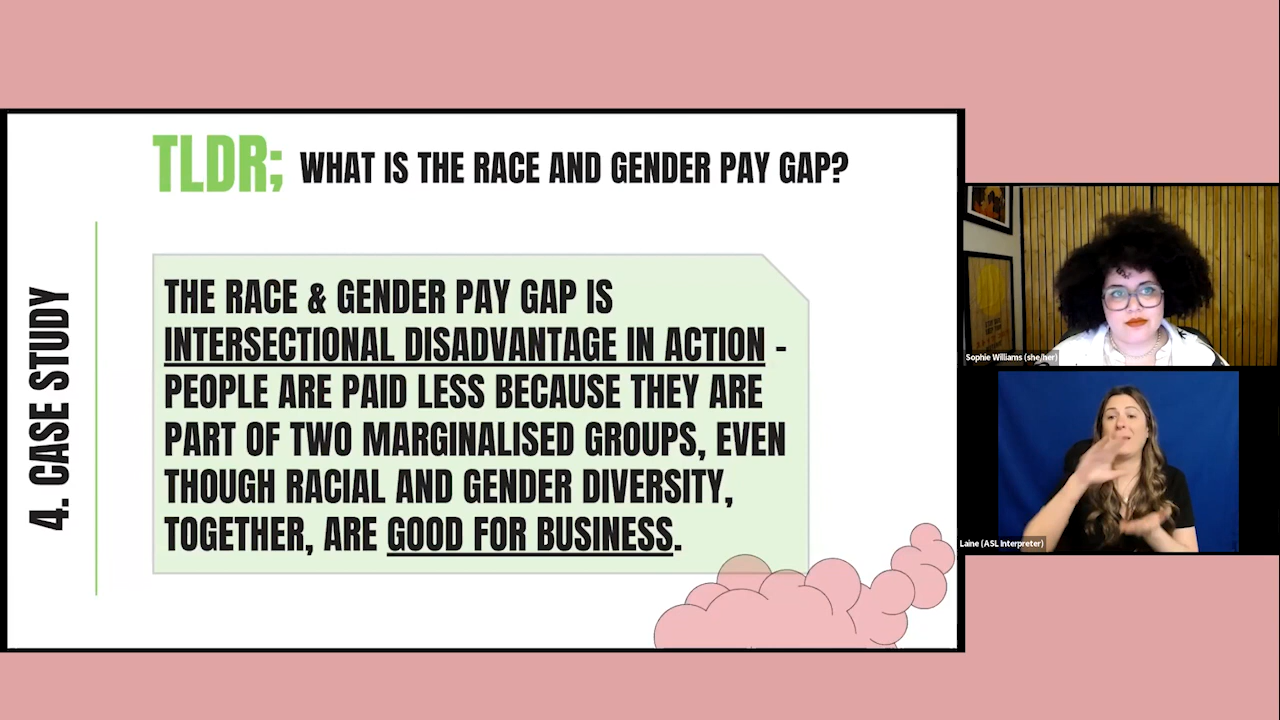 TLDR; WHAT IS THE RACE AND GENDER PAY GAP?
4. CASE STUDY
THE RACE & GENDER PAY GAP IS
INTERSECTIONAL DISADVANTAGE IN ACTION -
PEOPLE ARE PAID LESS BECAUSE THEY ARE
PART OF TWO MARGINALISED GROUPS, EVEN
THOUGH RACIAL AND GENDER DIVERSITY,
TOGETHER, ARE GOOD FOR BUSINESS.
Sophie Williams (she/her)
Laine (ASL Interpreter)